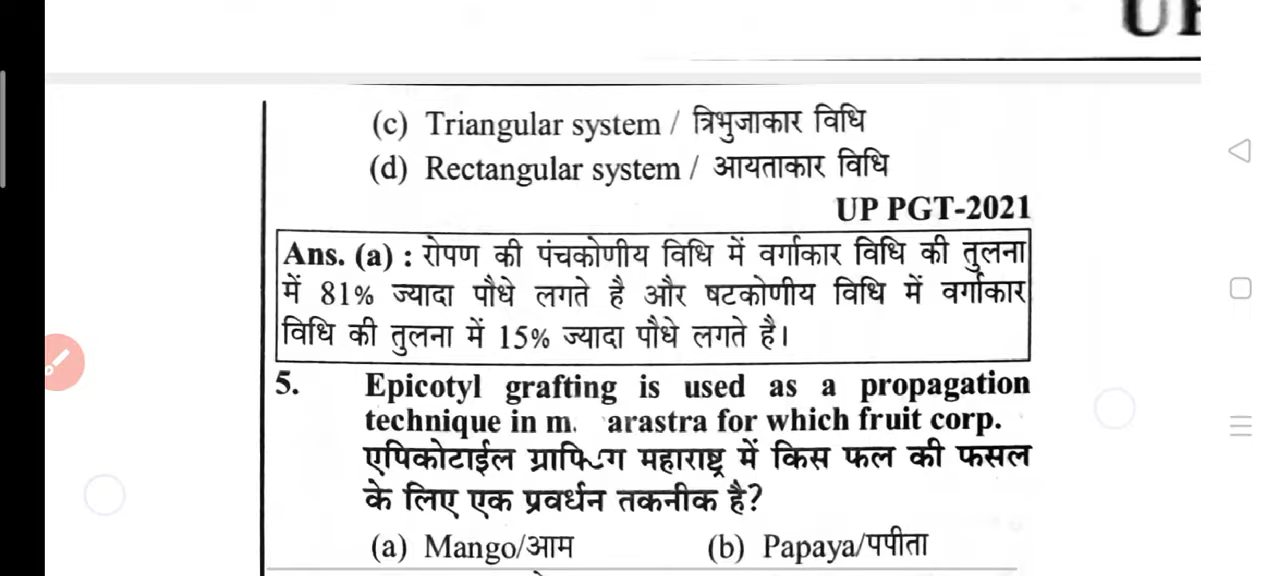 (c) Triangular system / त्रिभुजाकार विधि
(d) Rectangular system / आयताकार विधि
UP PGT-2021
Ans. (a) : रोपण की पंचकोणीय विधि में वर्गाकार विधि की तुलना
में 81% ज्यादा पौधे लगते है और षटकोणीय विधि में वर्गाकार
विधि की तुलना में 15% ज्यादा पौधे लगते है।
5. Epicotyl grafting is used as a propagation
technique in m arastra for which fruit corp.
एपिकोटाईल ग्राफ्टिंग महाराष्ट्र में किस फल की फसल
के लिए एक प्रवर्धन तकनीक है?
(a) Mango/आम (b) Papaya/पपीता